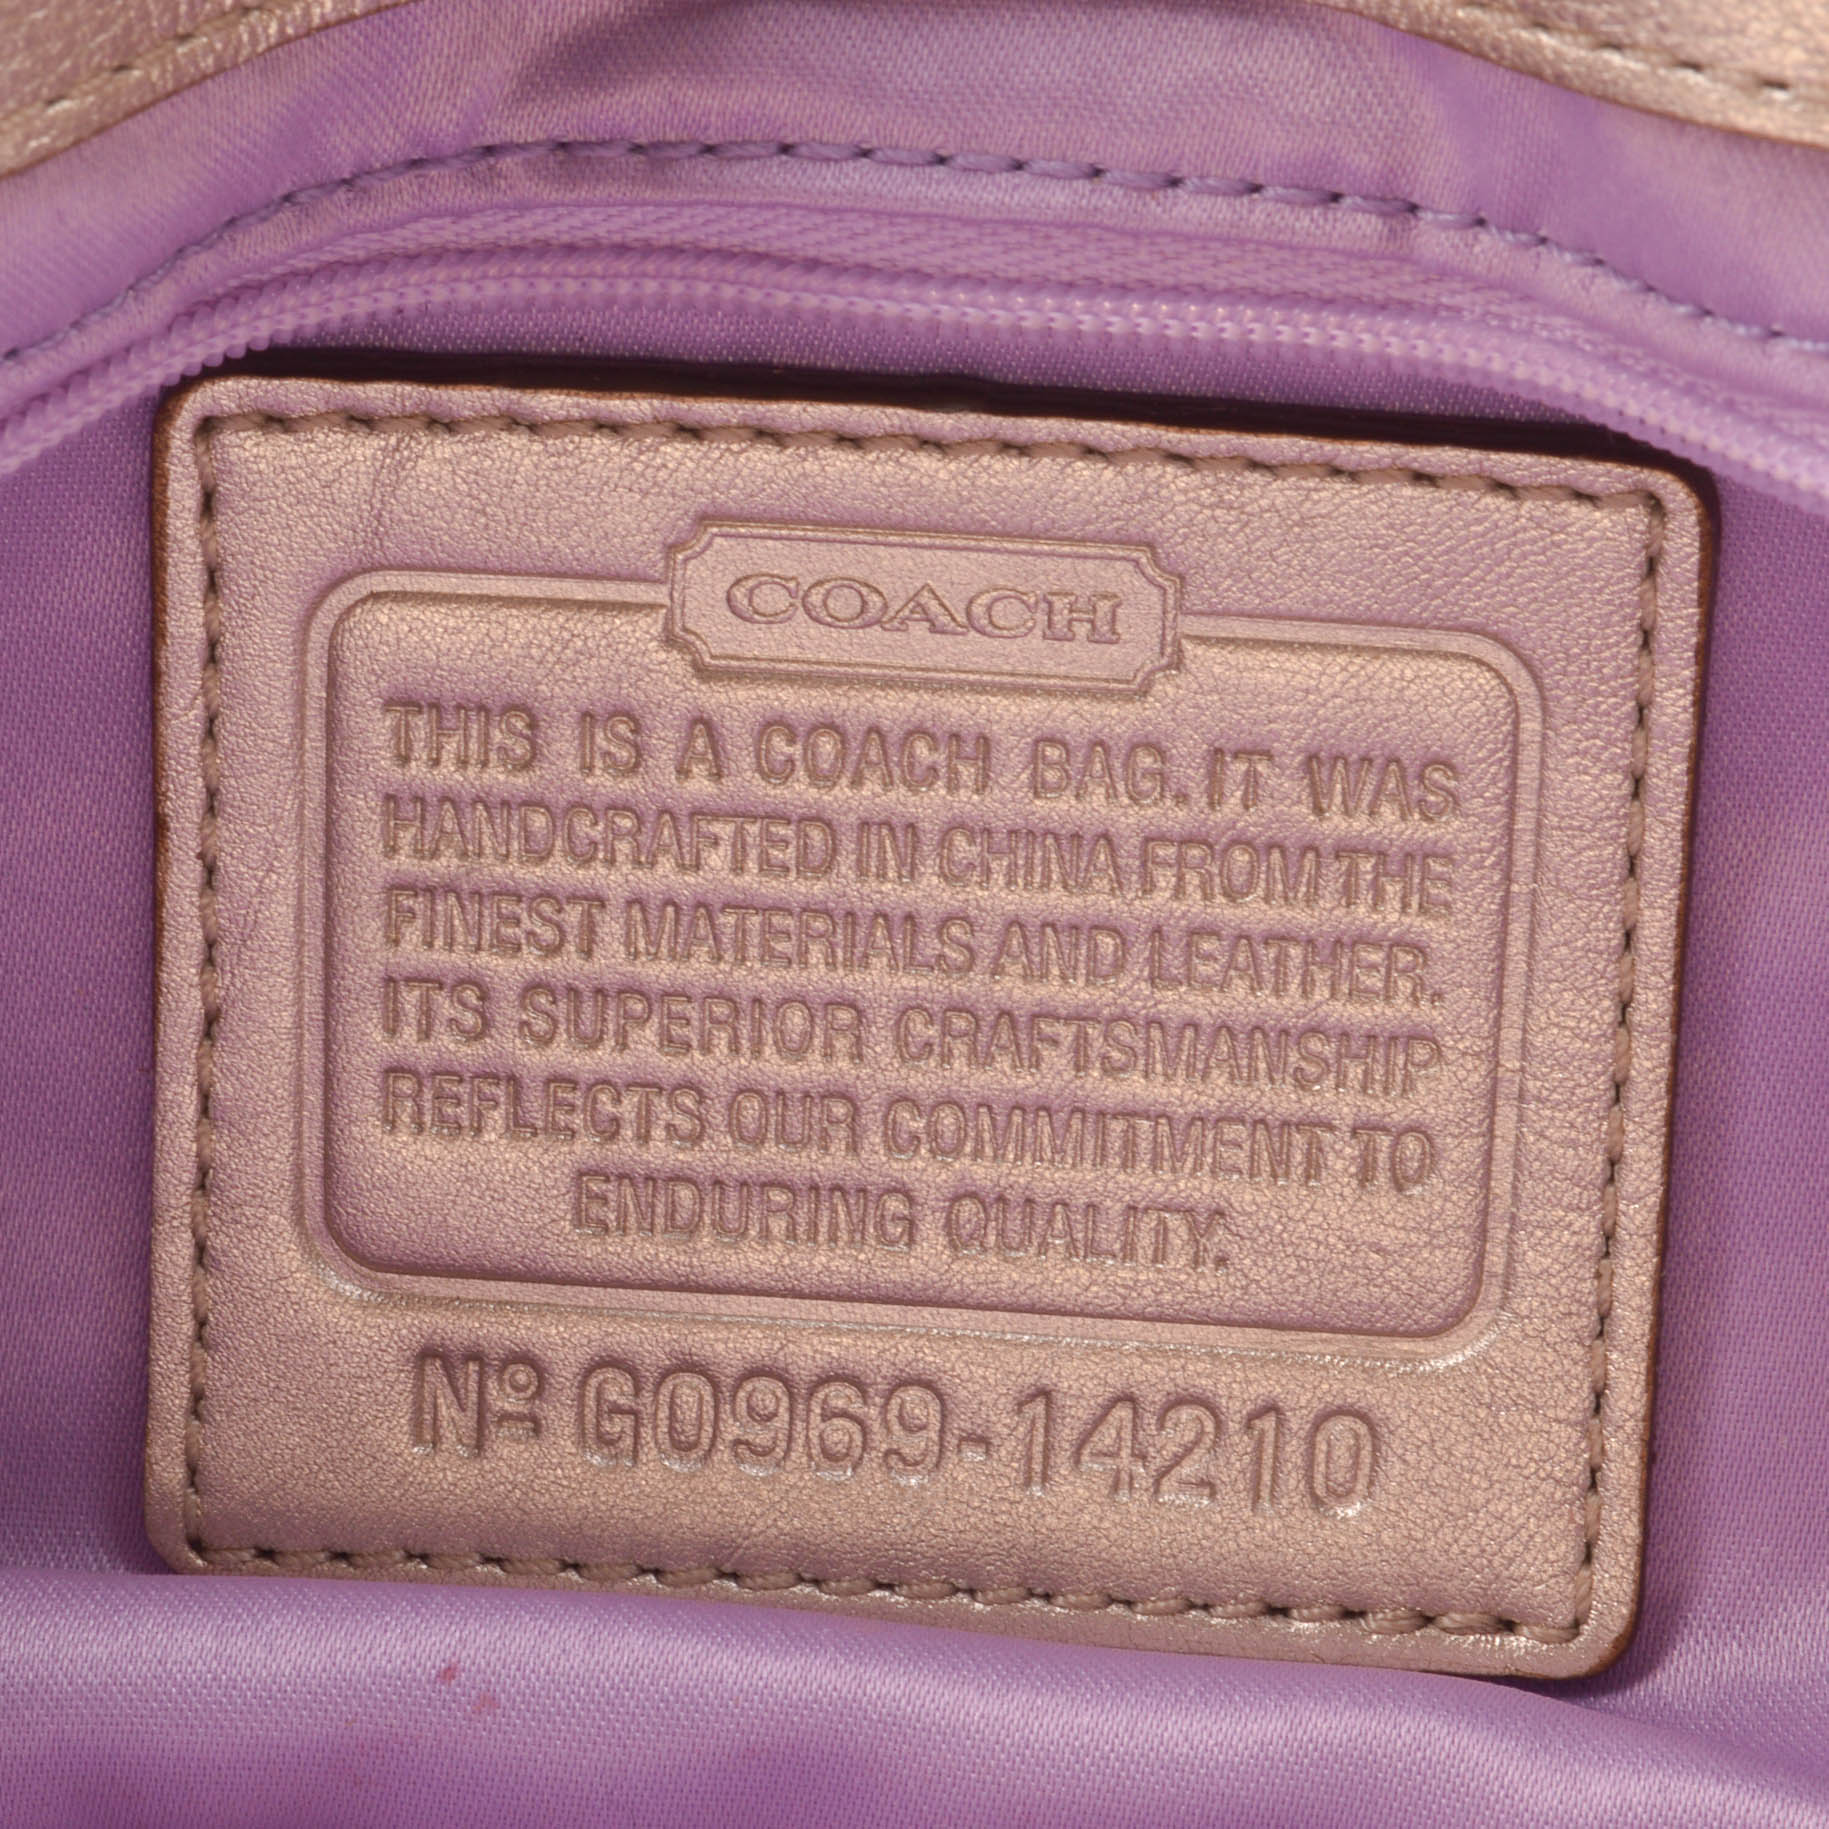 COACH
THIS IS A COACH BAG. IT WAS
HANDCRAFTED IN CHINA FROM THE
FINEST MATERIALS AND LEATHER.
ITS SUPERIOR CRAFTSMANSHIP
REFLECTS OUR COMMITMENT TO
ENDURING QUALITY.
Nº G0969-14210